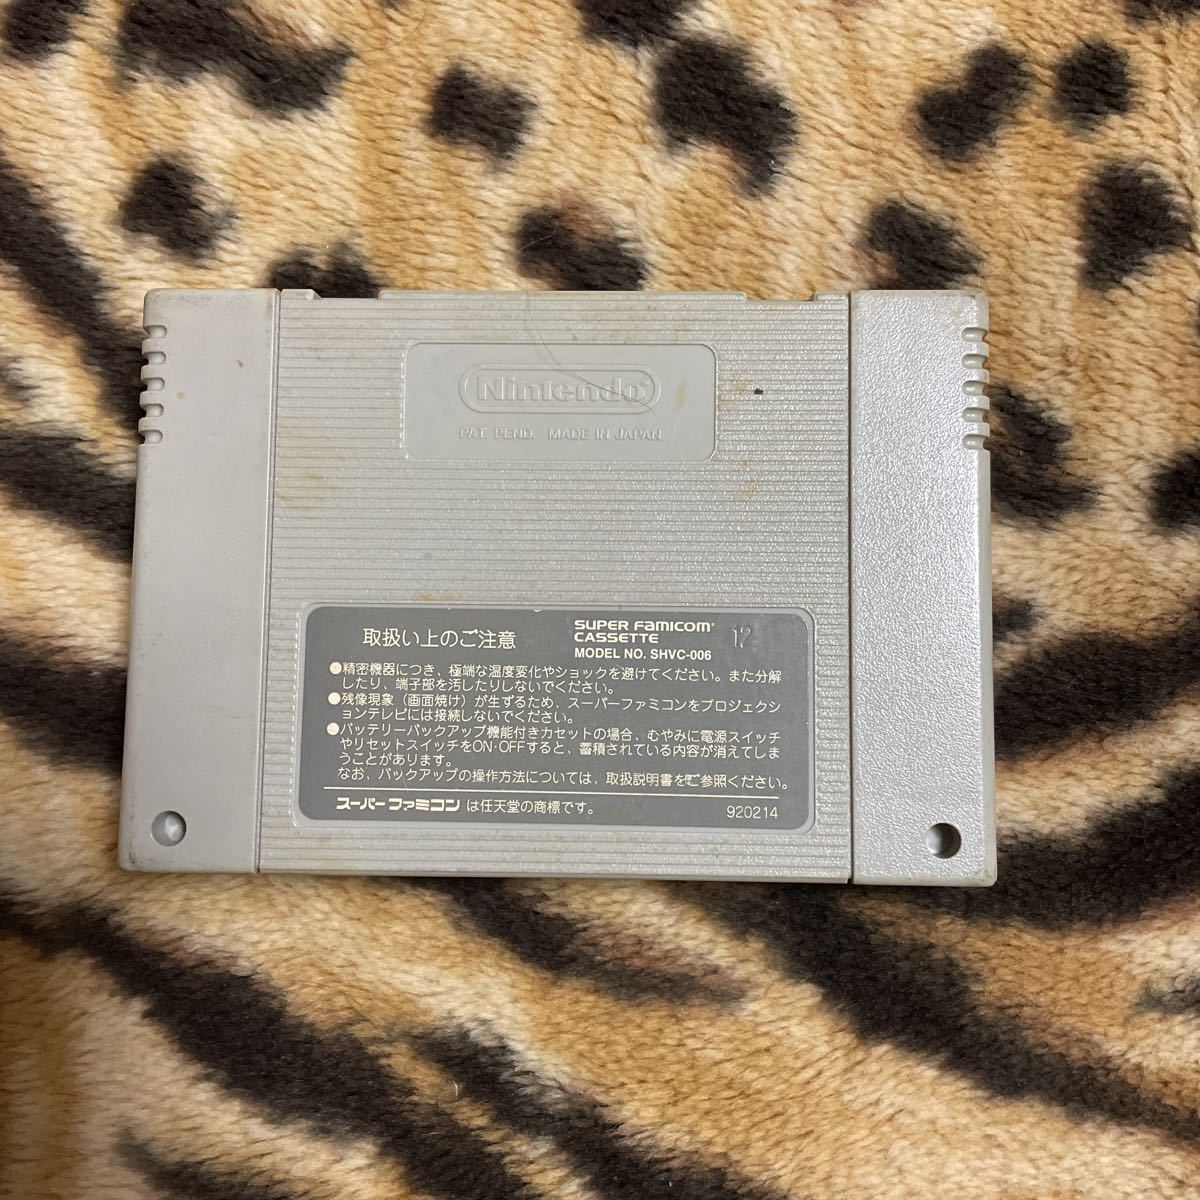 Nintendo
PAT. PEND. MADE IN JAPAN
取扱い上のご注意
SUPER FAMICOM
CASSETTE
MODEL NO. SHVC-006
12
●精密機器につき、極端な温度変化やショックを避けてください。また分解
したり、端子部を汚したりしないでください。
●残像現象（画面焼け）が生ずるため、スーパーファミコンをプロジェクシ
ョンテレビには接続しないでください。
●バッテリーバックアップ機能付きカセットの場合、むやみに電源スイッチ
やリセットスイッチをON·OFFすると、蓄積されている内容が消えてしま
うことがあります。
なお、バックアップの操作方法については、取扱説明書をご参照ください。
スーパーファミコン は任天堂の商標です。
920214